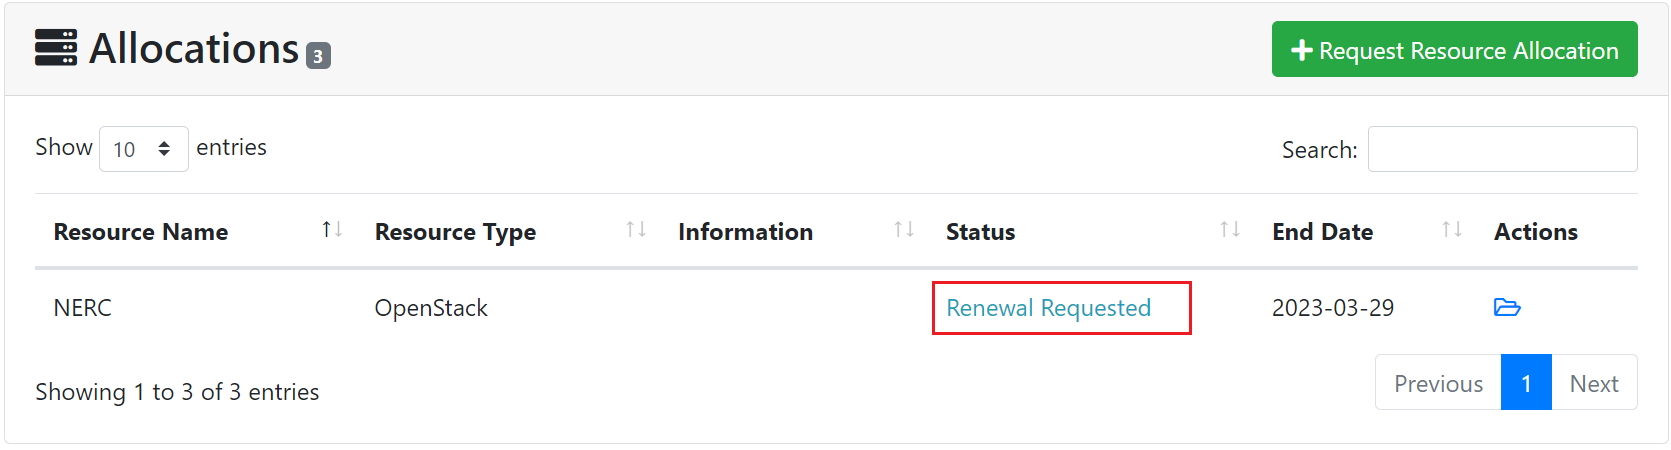 Allocations 3
+ Request Resource Allocation
Show 10 entries
Search:
Resource Name ↑↓ Resource Type ↑↓ Information ↑↓ Status ↑↓ End Date ↑↓ Actions
NERC OpenStack Renewal Requested 2023-03-29
Showing 1 to 3 of 3 entries
Previous 1 Next